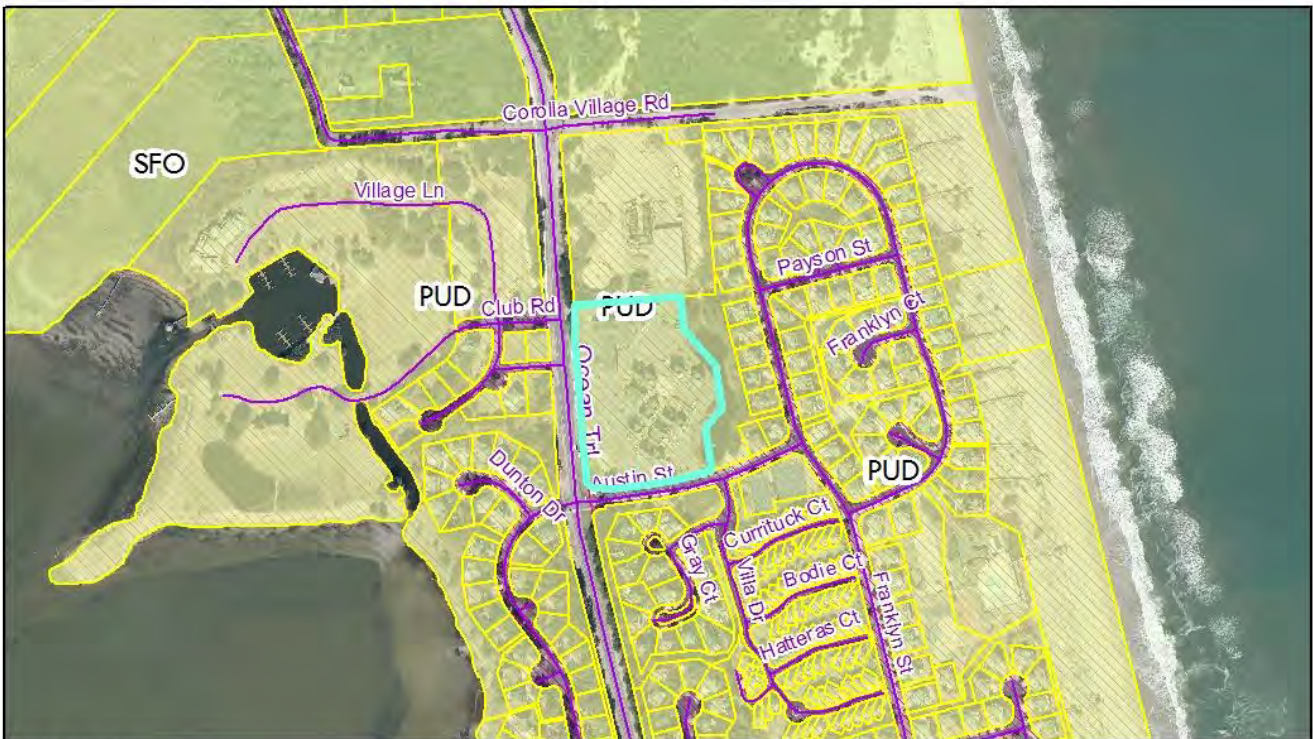 Corolla Village Rd
SFO
Village Ln
Payson St
PUD
Club Rd
PUD
Franklyn Ct
Ocean Trl
PUD
Austin St
Dunton Dr
Currituck Ct
Gray Ct
Villa Dr
Bodie Ct
Franklyn St
Hatteras Ct